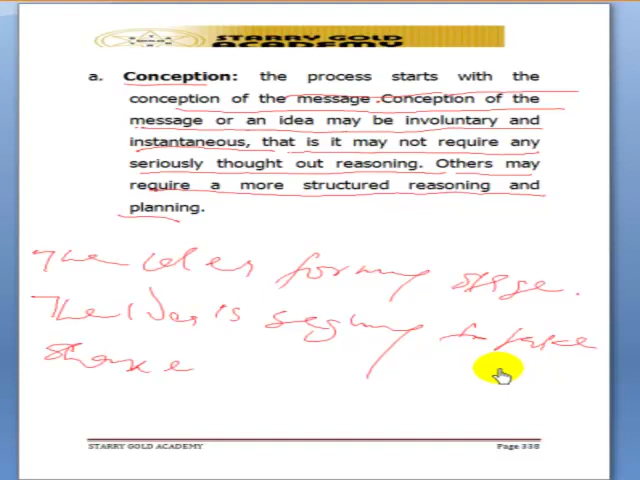 STARRY GOLD
ACADEMY
a. Conception: the process starts with the
conception of the message .Conception of the
message or an idea may be involuntary and
instantaneous, that is it may not require any
seriously thought out reasoning. Others may
require a more structured reasoning and
planning.
The idea forming stage.
The idea is beginning to take
shape
STARRY GOLD ACADEMY Page 338